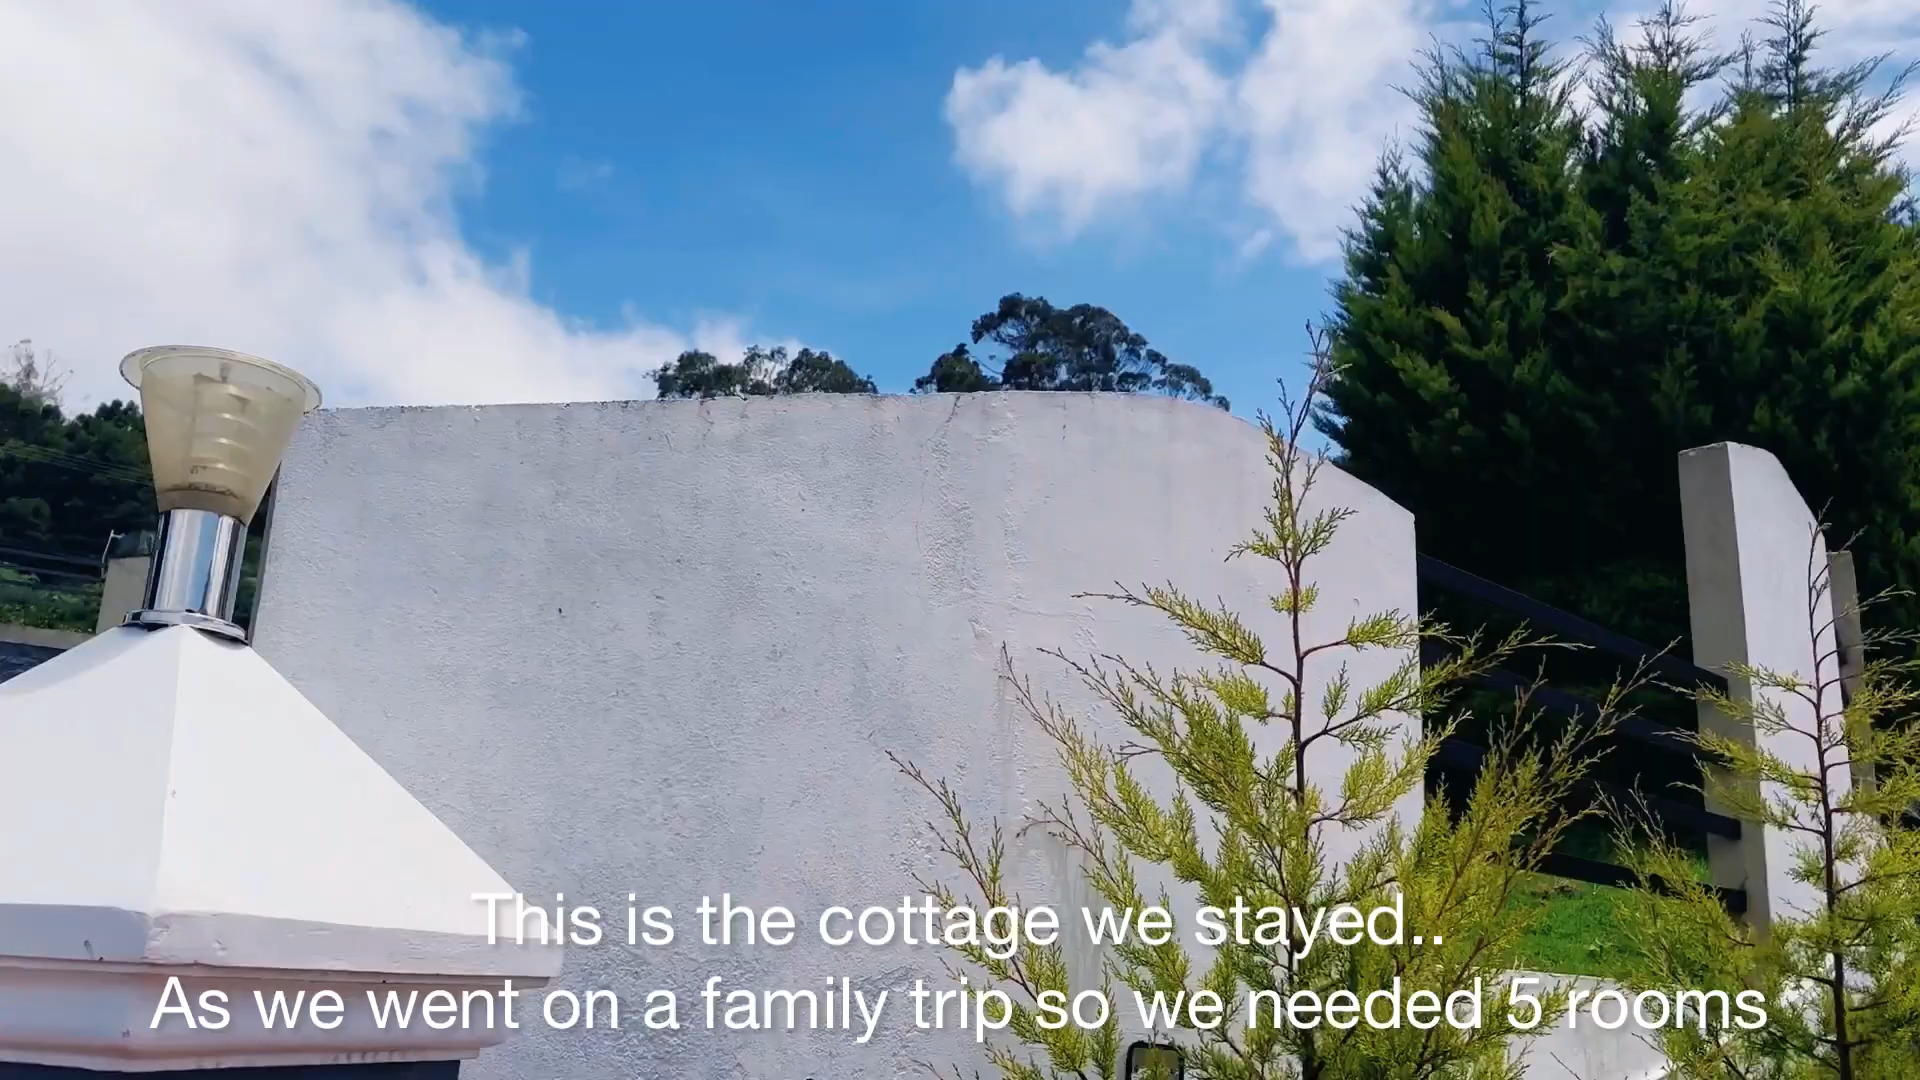 This is the cottage we stayed..
As we went on a family trip so we needed 5 rooms